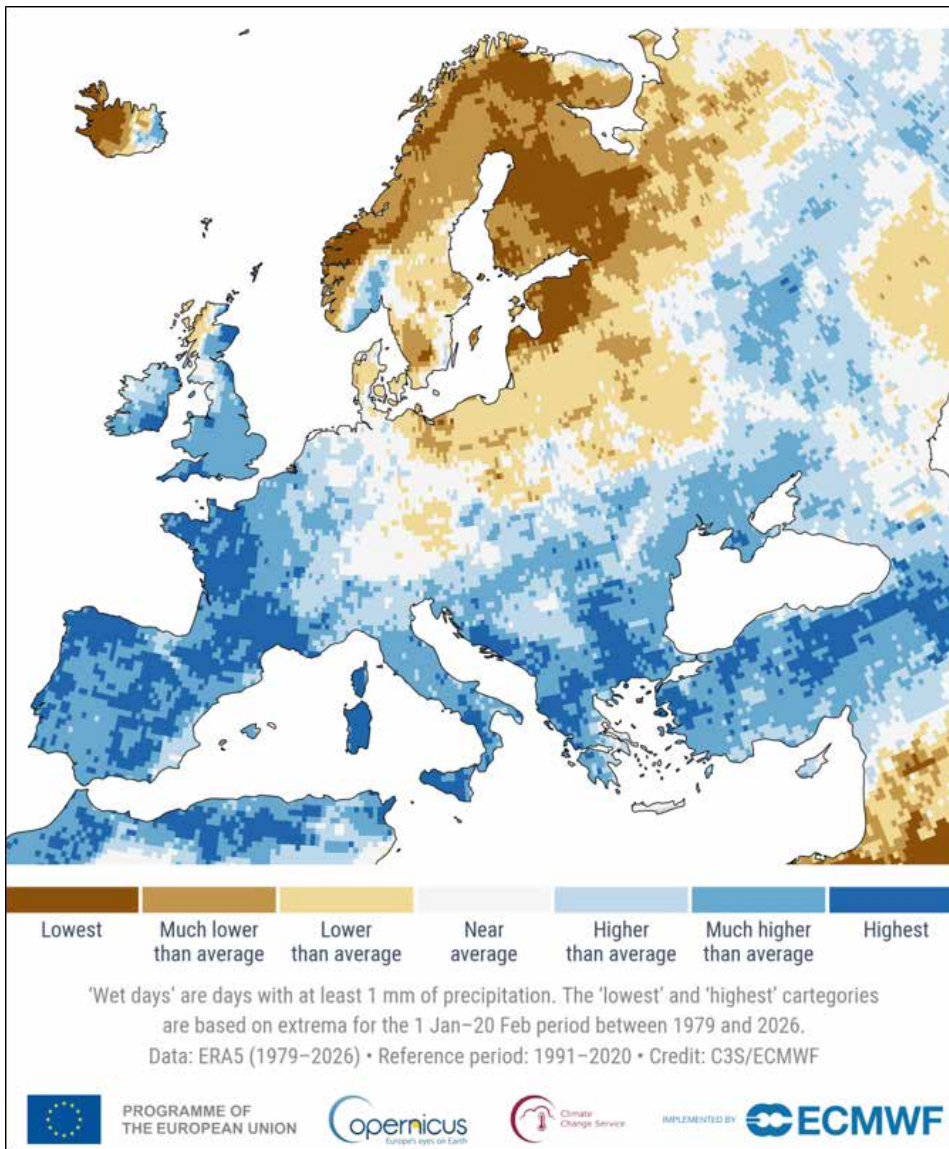 Lowest
Much lower
than average
Lower
than average
Near
average
Higher
than average
Much higher
than average
Highest
‘Wet days’ are days with at least 1 mm of precipitation. The ‘lowest’ and ‘highest’ cartegories
are based on extrema for the 1 Jan–20 Feb period between 1979 and 2026.
Data: ERA5 (1979–2026) • Reference period: 1991–2020 • Credit: C3S/ECMWF
PROGRAMME OF
THE EUROPEAN UNION
opernicus
Europe's eyes on Earth
Climate
Change Service
IMPLEMENTED BY
ECMWF